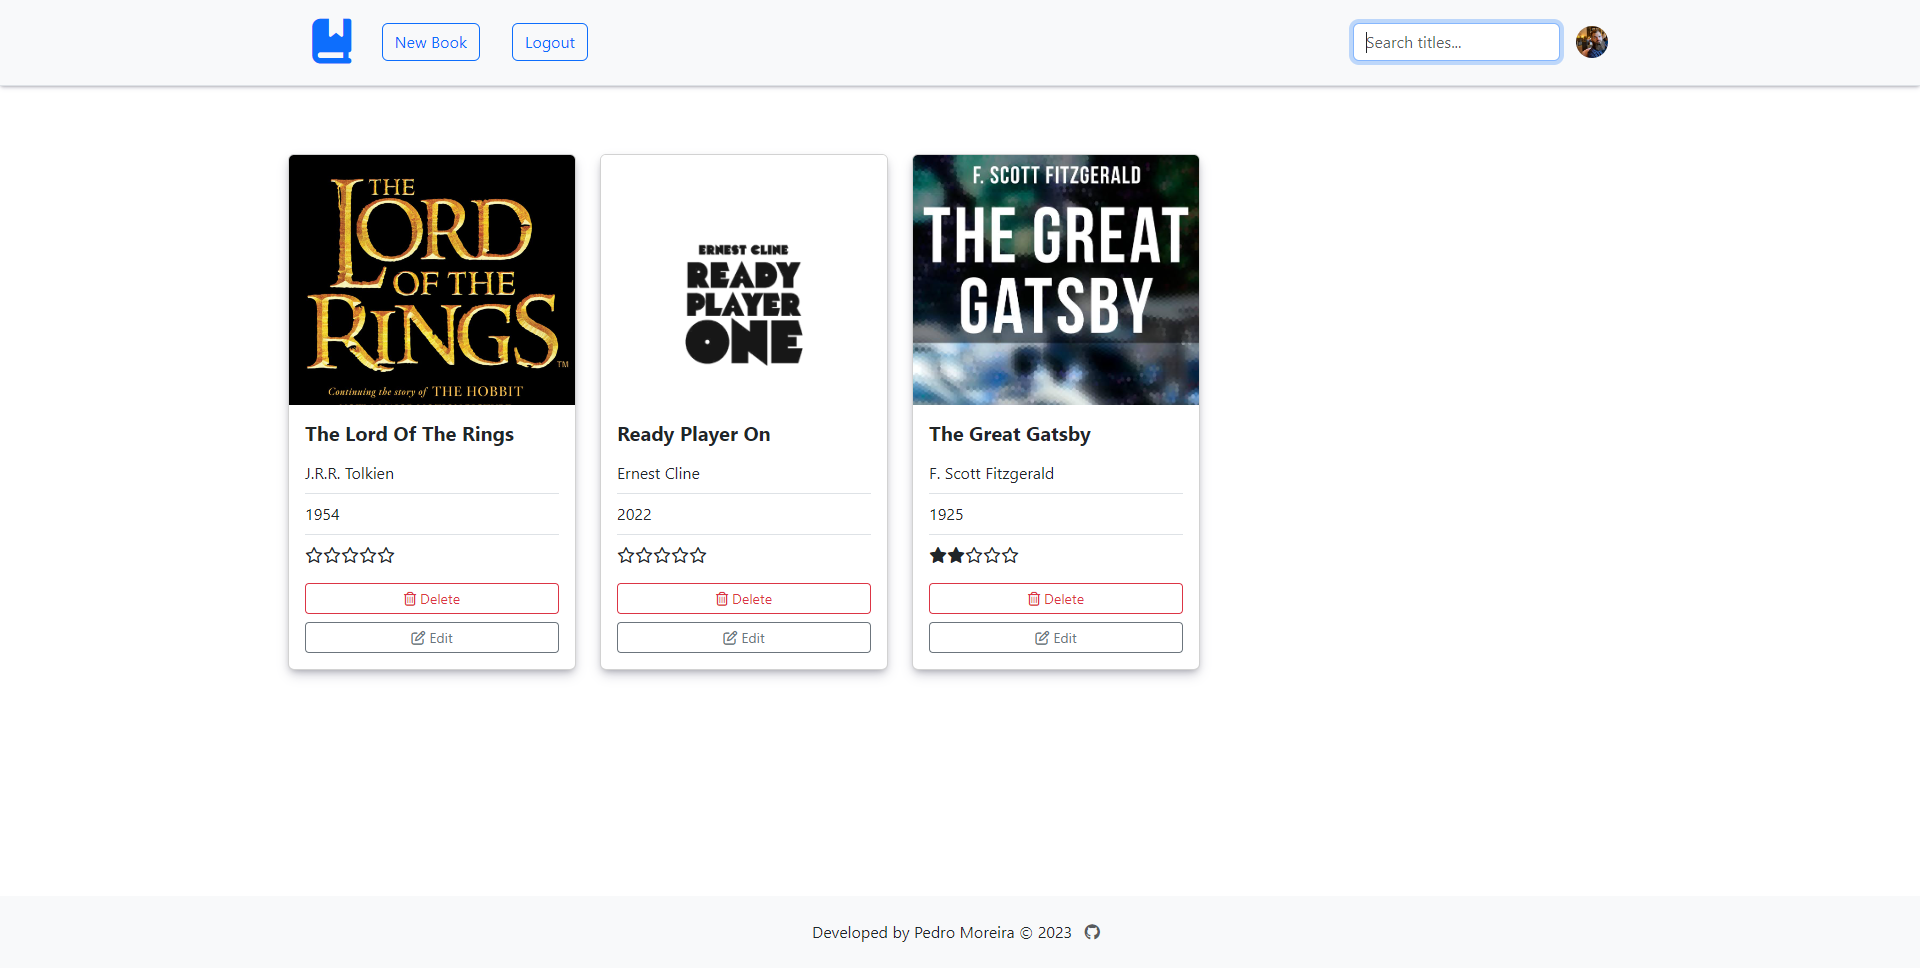 New Book
Logout
Search titles...
THE
LORD
OF THE
RINGS™
Continuing the story of THE HOBBIT
ERNEST CLINE
READY
PLAYER
ONE
F. SCOTT FITZGERALD
THE GREAT
GATSBY
The Lord Of The Rings
Ready Player On
The Great Gatsby
J.R.R. Tolkien
Ernest Cline
F. Scott Fitzgerald
1954
2022
1925
Delete
Delete
Delete
Edit
Edit
Edit
Developed by Pedro Moreira © 2023